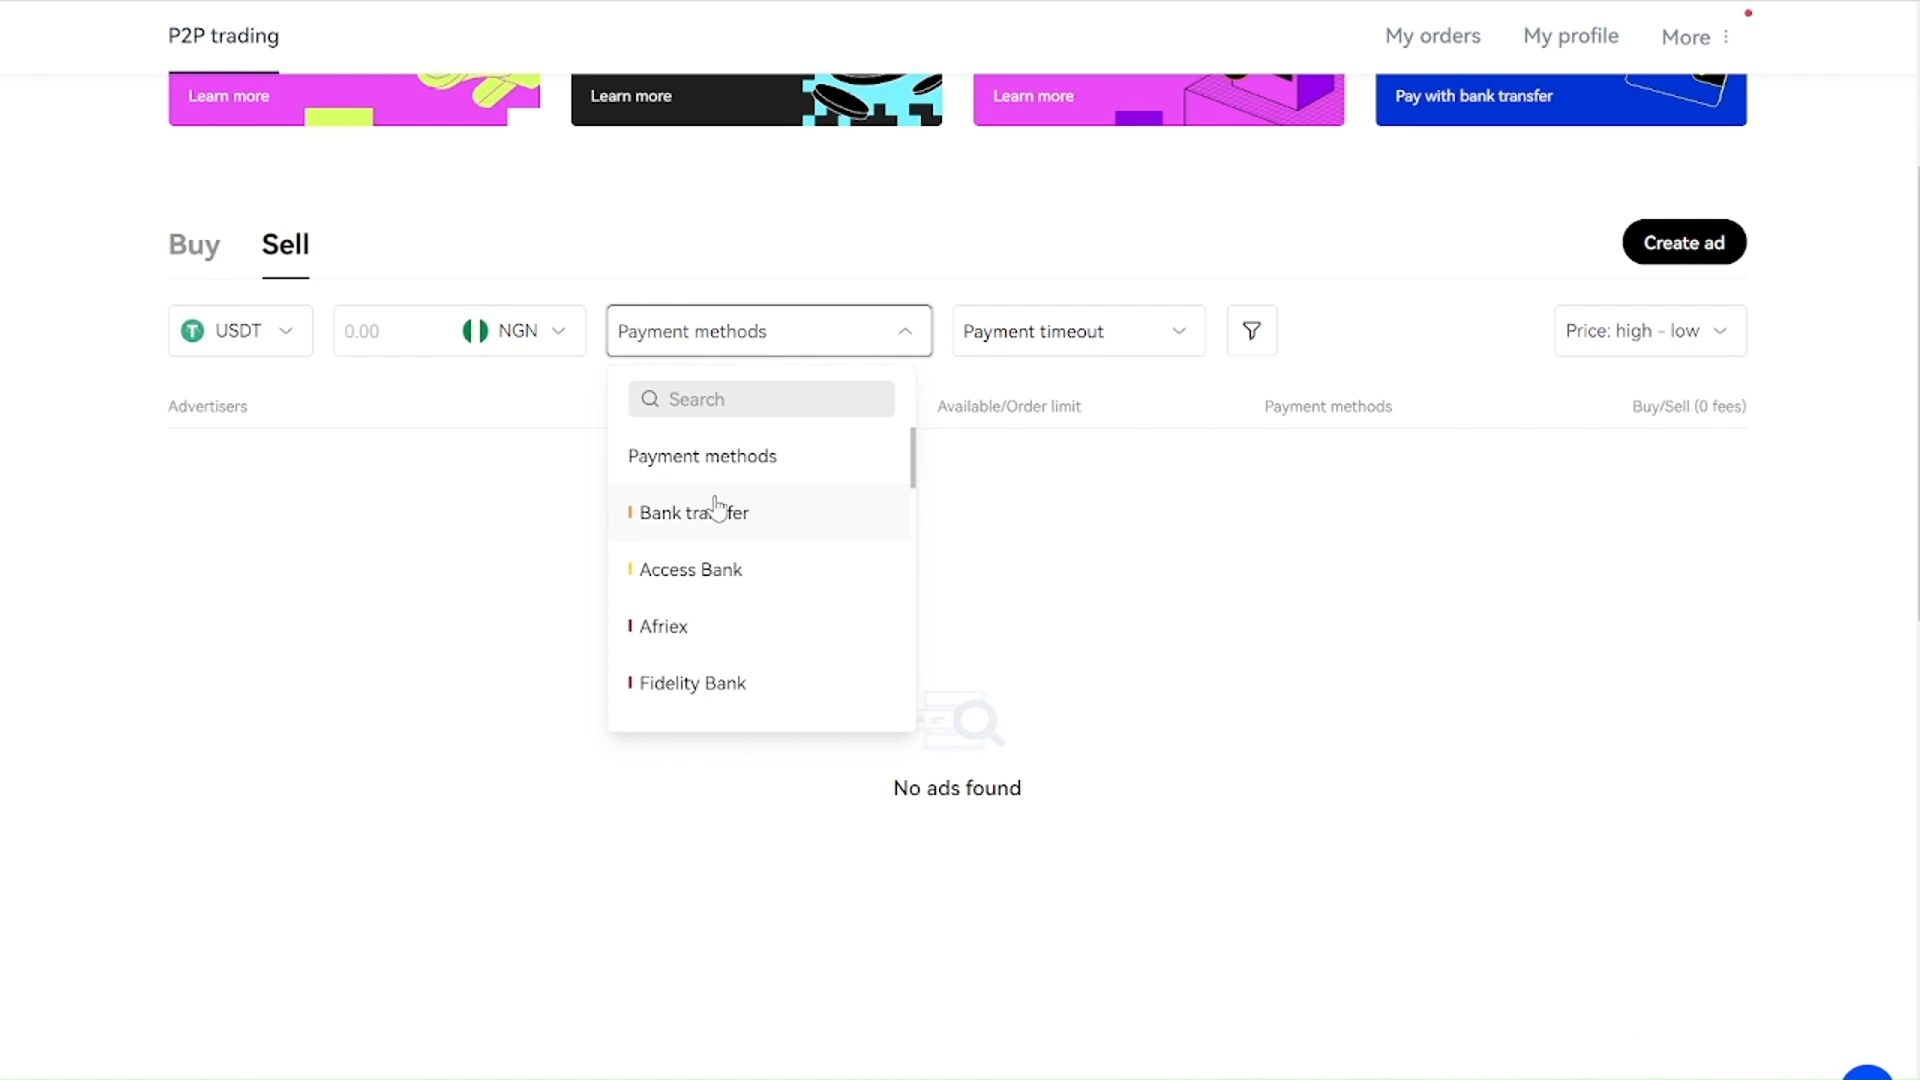 P2P trading
My orders
My profile
More
Learn more
Learn more
Learn more
Pay with bank transfer
Buy
Sell
Create ad
USDT
0.00
NGN
Payment methods
Payment timeout
Price: high - low
Search
Advertisers
Available/Order limit
Payment methods
Buy/Sell (0 fees)
Payment methods
Bank transfer
Access Bank
Afriex
Fidelity Bank
No ads found